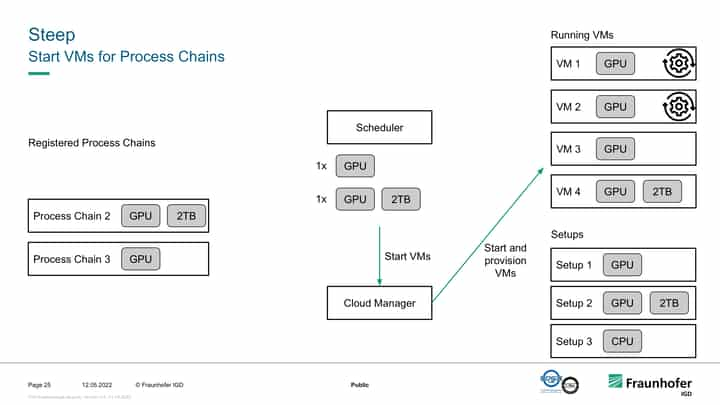 Steep
Start VMs for Process Chains
Registered Process Chains
Process Chain 2 GPU 2TB
Process Chain 3 GPU
Scheduler
1x GPU
1x GPU 2TB
Start VMs
Cloud Manager
Start and
provision
VMs
Running VMs
VM 1 GPU
VM 2 GPU
VM 3 GPU
VM 4 GPU 2TB
Setups
Setup 1 GPU
Setup 2 GPU 2TB
Setup 3 CPU
Page 25 12.05.2022 © Fraunhofer IGD Public
Fraunhofer
IGD